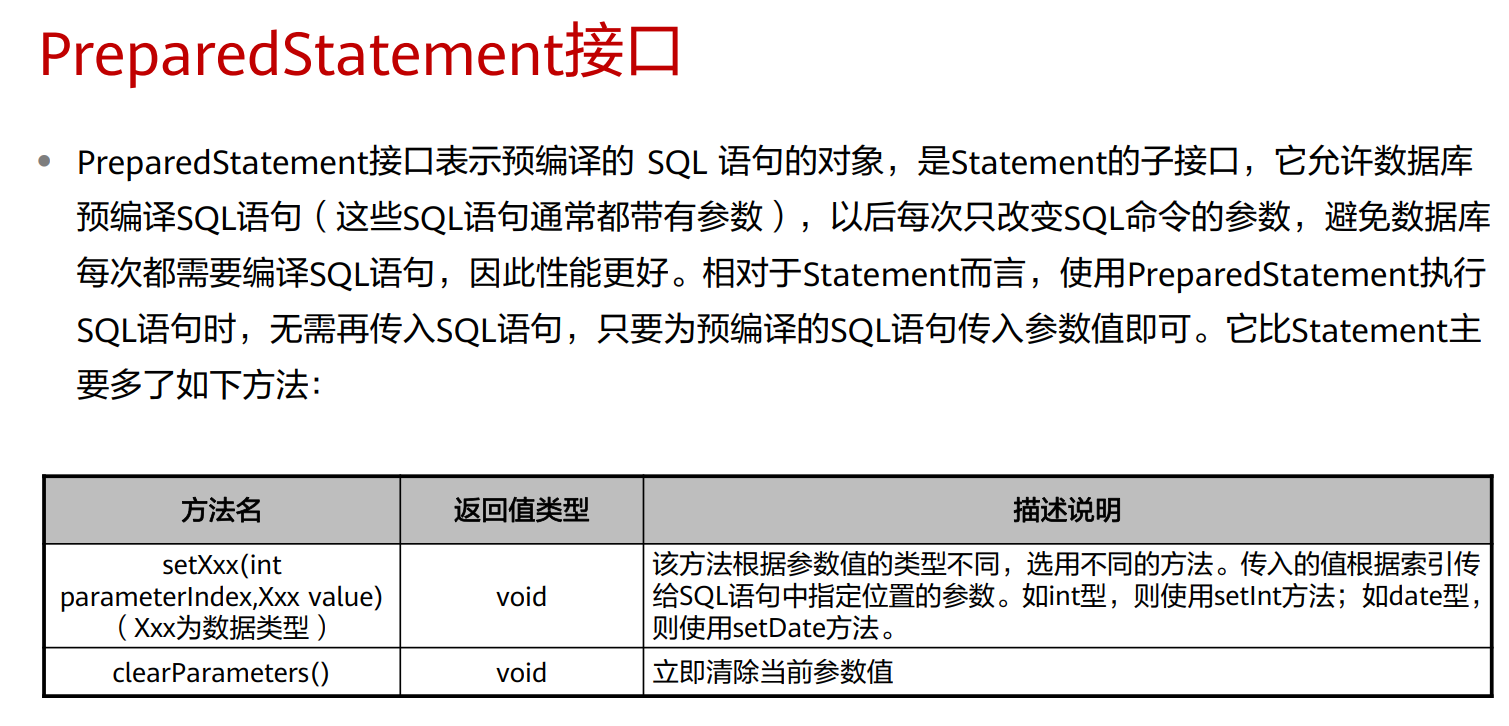 PreparedStatement接口
PreparedStatement接口表示预编译的 SQL 语句的对象，是Statement的子接口，它允许数据库
预编译SQL语句（这些SQL语句通常都带有参数），以后每次只改变SQL命令的参数，避免数据库
每次都需要编译SQL语句，因此性能更好。相对于Statement而言，使用PreparedStatement执行
SQL语句时，无需再传入SQL语句，只要为预编译的SQL语句传入参数值即可。它比Statement主
要多了如下方法：
方法名 返回值类型 描述说明
setXxx(int
parameterIndex,Xxx value)
（Xxx为数据类型）
void
该方法根据参数值的类型不同，选用不同的方法。传入的值根据索引传
给SQL语句中指定位置的参数。如int型，则使用setInt方法；如date型，
则使用setDate方法。
clearParameters() void 立即清除当前参数值